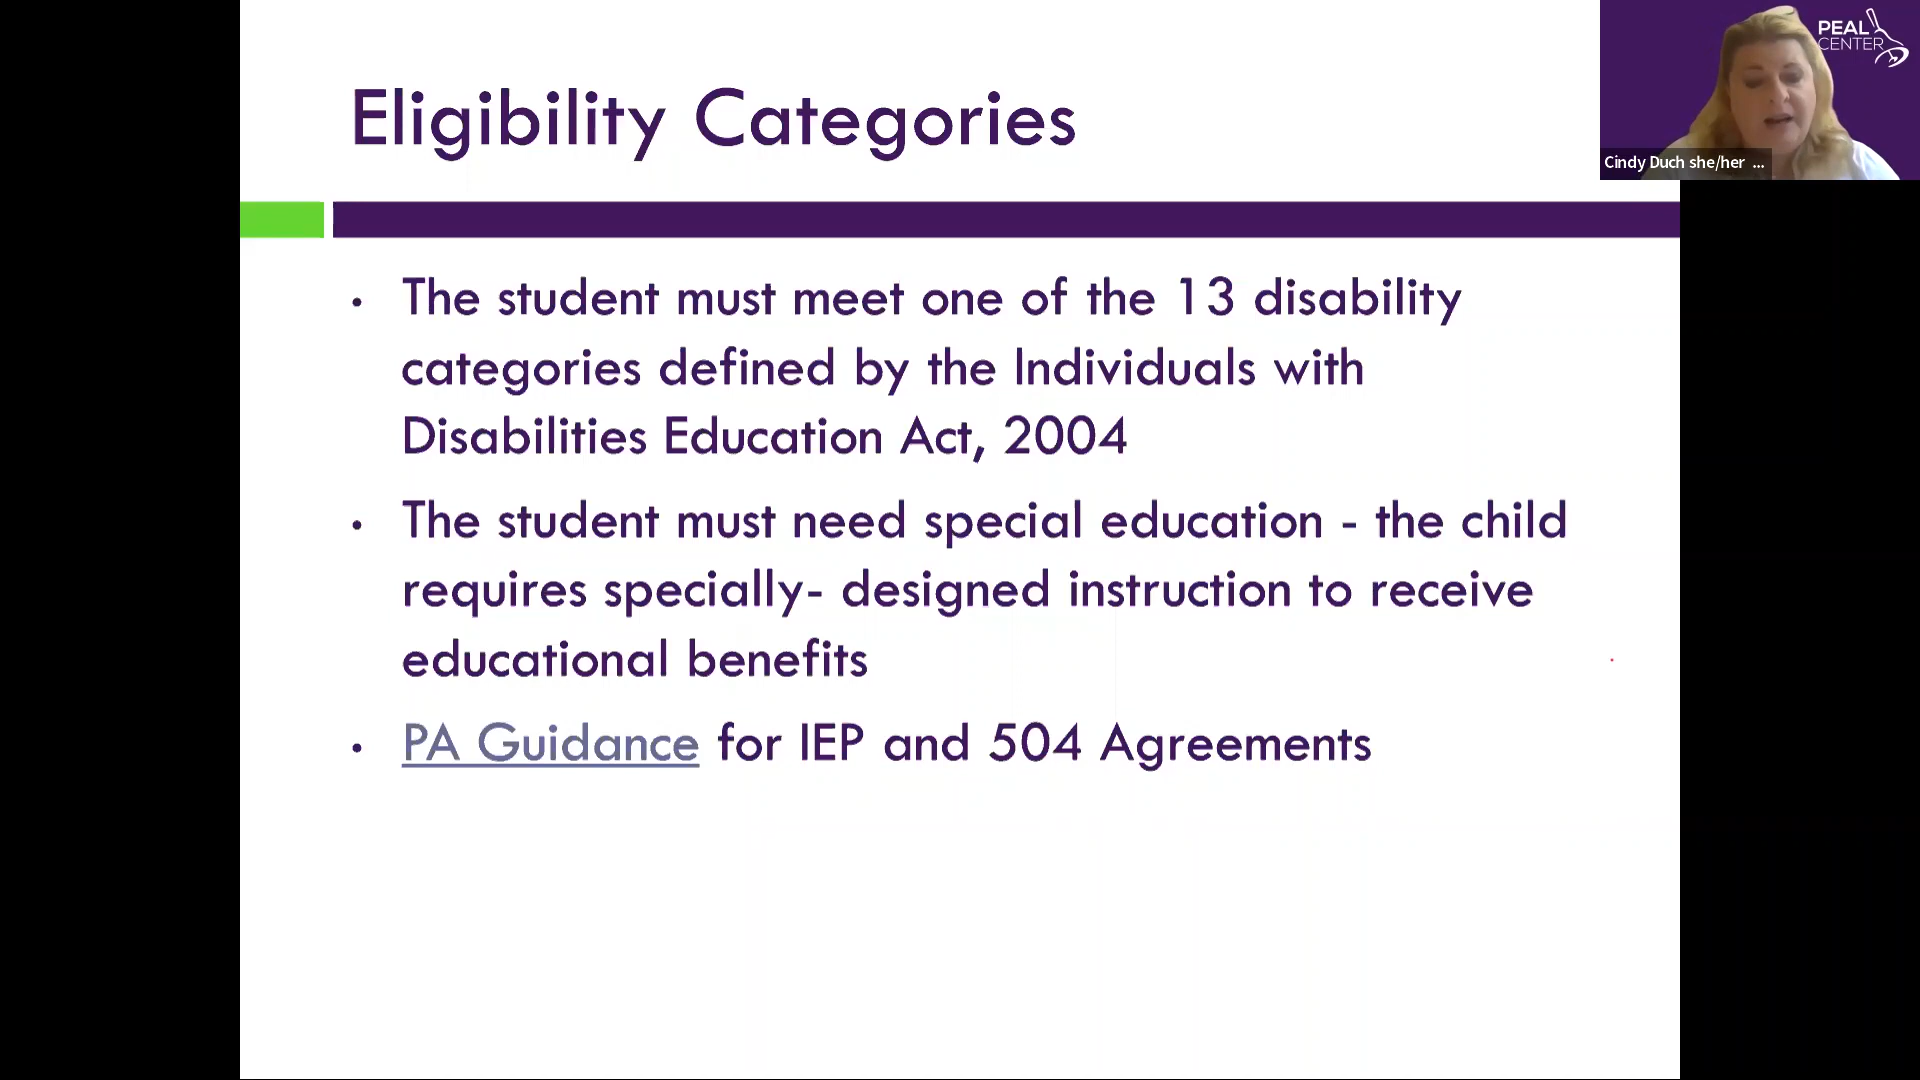 Eligibility Categories
• The student must meet one of the 13 disability
categories defined by the Individuals with
Disabilities Education Act, 2004
• The student must need special education - the child
requires specially- designed instruction to receive
educational benefits
• PA Guidance for IEP and 504 Agreements
PEAL
CENTER
Cindy Duch she/her ...